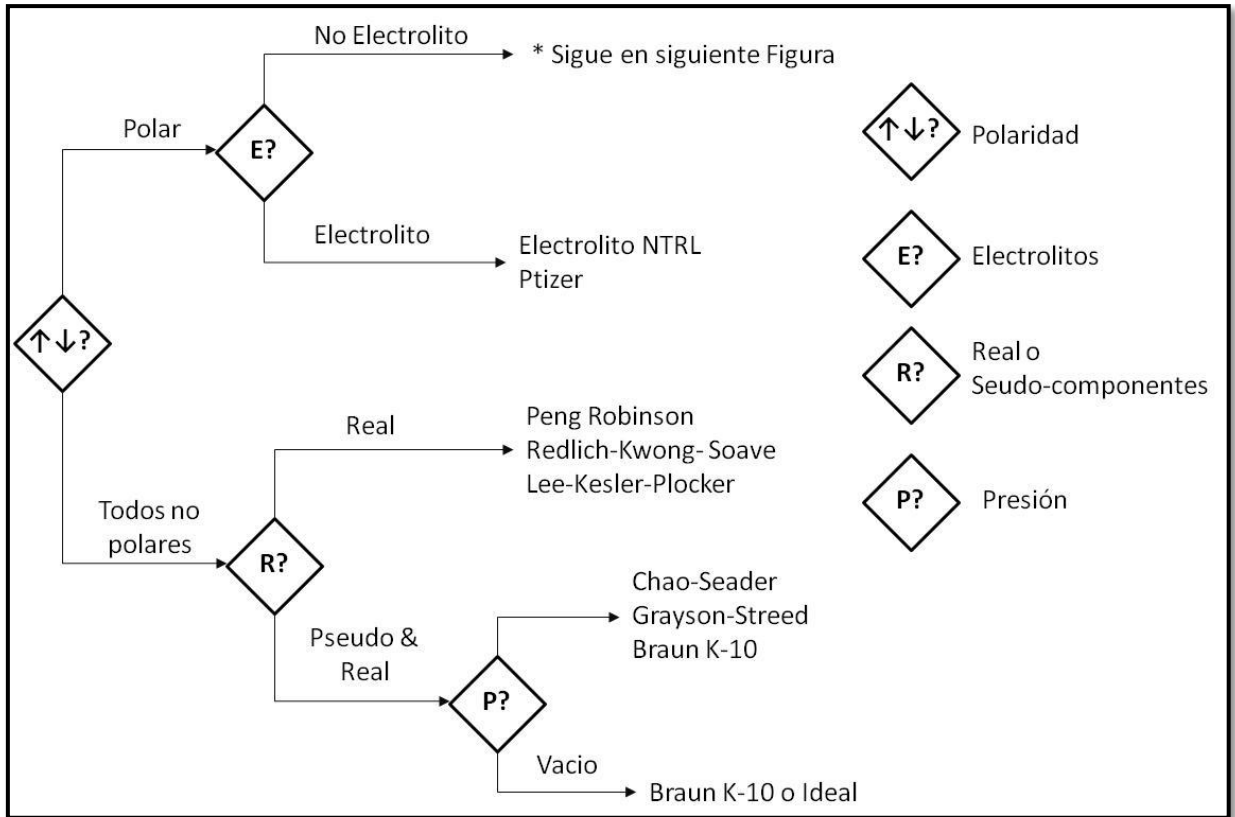 No Electrolito
* Sigue en siguiente Figura
Polar
E?
Electrolito
Electrolito NTRL
Ptizer
↑↓?
Real
Peng Robinson
Redlich-Kwong- Soave
Lee-Kesler-Plocker
Todos no
polares
R?
Pseudo &
Real
Chao-Seader
Grayson-Streed
Braun K-10
P?
Vacio
Braun K-10 o Ideal
↑↓?
Polaridad
E?
Electrolitos
R?
Real o
Seudo-componentes
P?
Presión